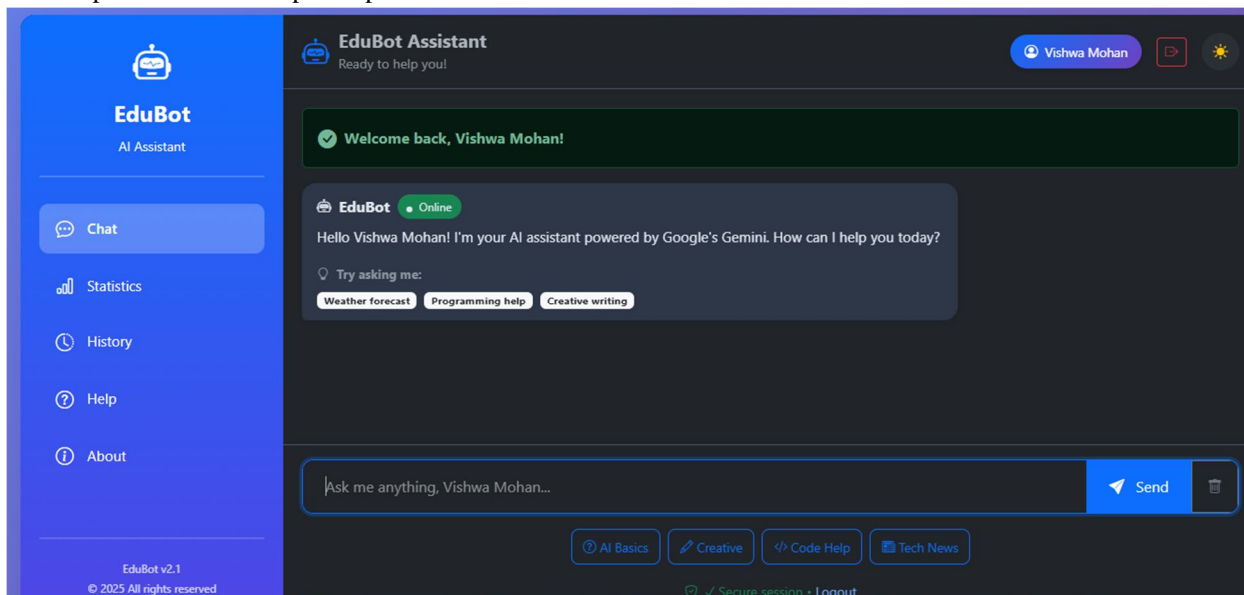 EduBot
AI Assistant
Chat
Statistics
History
Help
About
EduBot v2.1
© 2025 All rights reserved
EduBot Assistant
Ready to help you!
Vishwa Mohan
Welcome back, Vishwa Mohan!
EduBot • Online
Hello Vishwa Mohan! I'm your AI assistant powered by Google's Gemini. How can I help you today?
Try asking me:
Weather forecast Programming help Creative writing
Ask me anything, Vishwa Mohan...
Send
AI Basics Creative Code Help Tech News
✓ Secure session • Logout